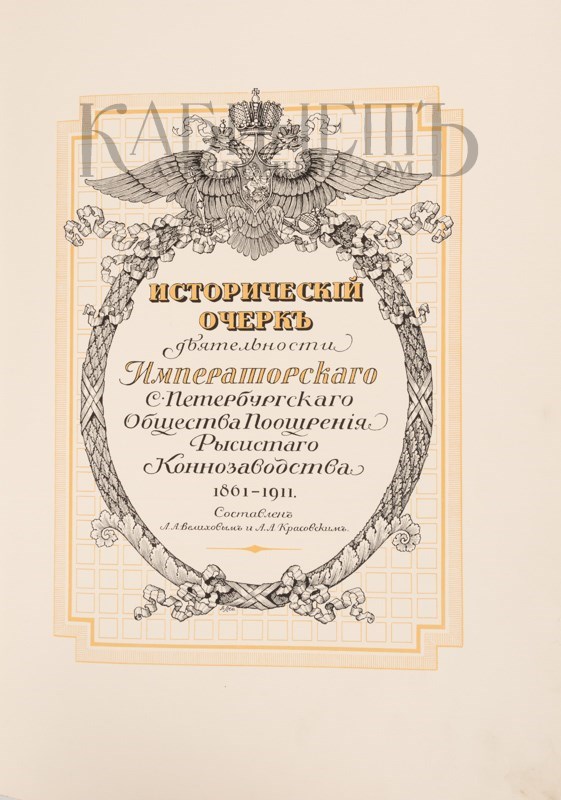 КАБИНЕТЪ
ИСТОРИЧЕСКІЙ
ОЧЕРКЪ
дѣятельности
Императорскаго
С.-Петербургскаго
Общества Поощренія
Рысистаго
Коннозаводства
1861-1911.
Составленъ
А.А.Велиховымъ и А.А.Красовскимъ.